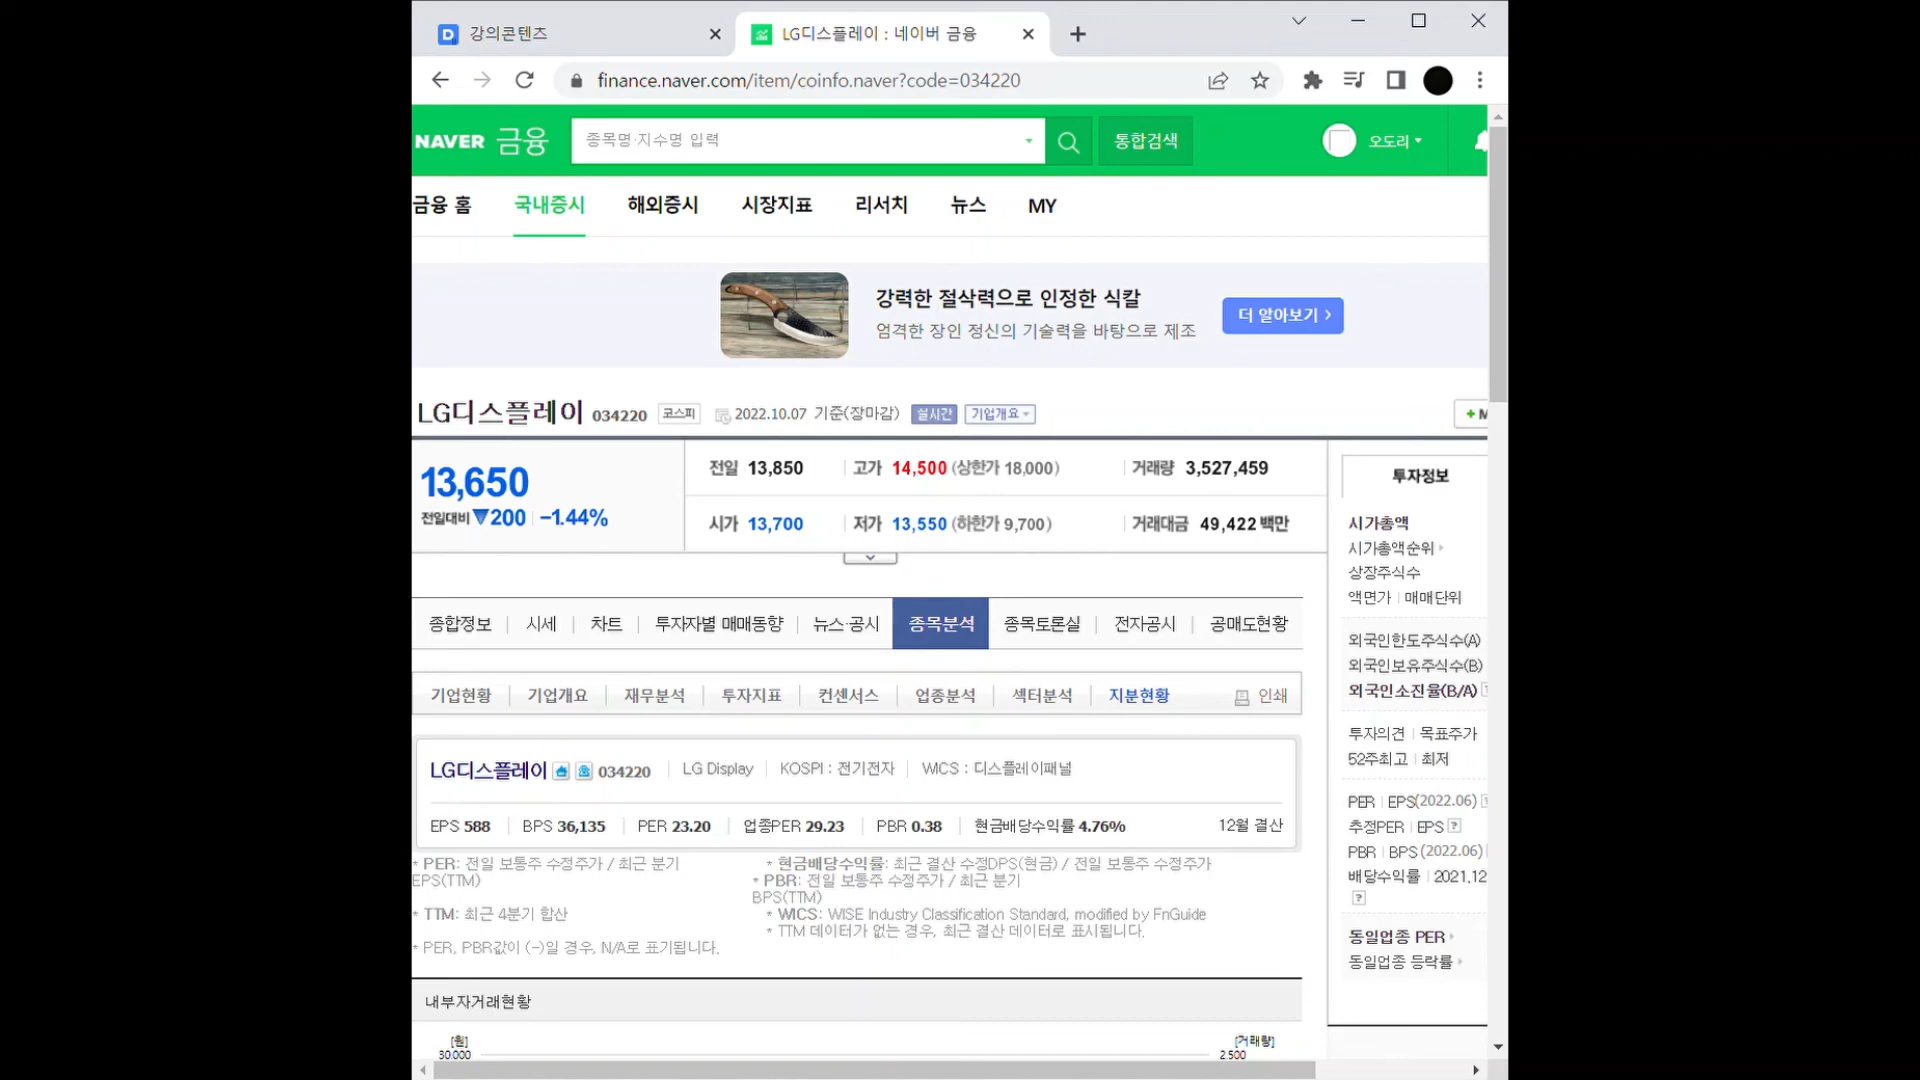 강의콘텐츠
LG디스플레이 : 네이버 금융
finance.naver.com/item/coinfo.naver?code=034220
NAVER 금융
종목명·지수명 입력
통합검색
오도리
금융 홈
국내증시
해외증시
시장지표
리서치
뉴스
MY
강력한 절삭력으로 인정한 식칼
엄격한 장인 정신의 기술력을 바탕으로 제조
더 알아보기 >
LG디스플레이 034220 코스피 2022.10.07 기준(장마감) 실시간 기업개요
+ M
13,650
전일대비 ▼200 -1.44%
전일 13,850 고가 14,500 (상한가 18,000) 거래량 3,527,459
시가 13,700 저가 13,550 (하한가 9,700) 거래대금 49,422 백만
투자정보
시가총액
시가총액순위
상장주식수
액면가 | 매매단위
외국인한도주식수(A)
외국인보유주식수(B)
외국인소진율(B/A)
투자의견 | 목표주가
52주최고 | 최저
PER | EPS(2022.06)
추정PER | EPS ?
PBR | BPS (2022.06)
배당수익률 | 2021.12
?
동일업종 PER
동일업종 등락률
종합정보 | 시세 | 차트 | 투자자별 매매동향 | 뉴스·공시 종목분석 종목토론실 | 전자공시 | 공매도현황
기업현황 | 기업개요 | 재무분석 | 투자지표 | 컨센서스 | 업종분석 | 섹터분석 | 지분현황 인쇄
LG디스플레이 034220 | LG Display | KOSPI : 전기전자 | WICS : 디스플레이패널
EPS 588 | BPS 36,135 | PER 23.20 | 업종PER 29.23 | PBR 0.38 | 현금배당수익률 4.76% 12월 결산
* PER: 전일 보통주 수정주가 / 최근 분기
EPS(TTM)
* 현금배당수익률: 최근 결산 수정DPS(현금) / 전일 보통주 수정주가
* PBR: 전일 보통주 수정주가 / 최근 분기
BPS(TTM)
* TTM: 최근 4분기 합산
* WICS: WISE Industry Classification Standard, modified by FnGuide
* TTM 데이터가 없는 경우, 최근 결산 데이터로 표시됩니다.
* PER, PBR값이 (-)일 경우, N/A로 표기됩니다.
내부자거래현황
[원]
30,000
[거래량]
2,500